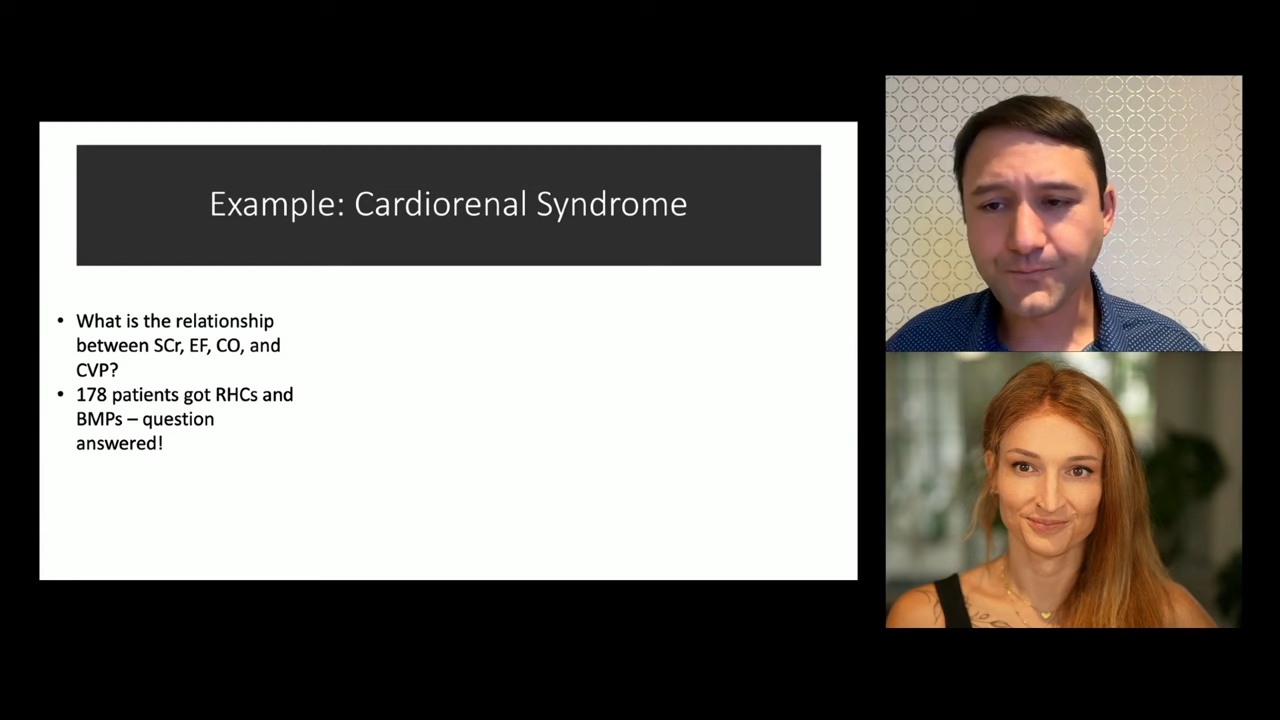 Example: Cardiorenal Syndrome
• What is the relationship
between SCr, EF, CO, and
CVP?
• 178 patients got RHCs and
BMPs – question
answered!